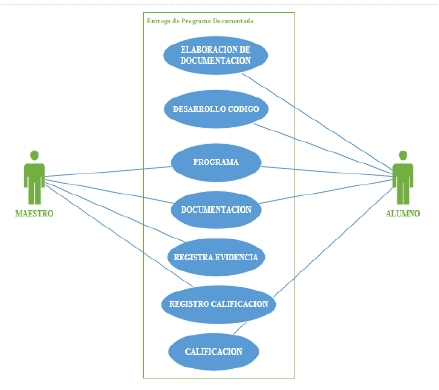 Entrega de Programa Documentado
ELABORACION DE
DOCUMENTACION
DESARROLLO CODIGO
PROGRAMA
MAESTRO
ALUMNO
DOCUMENTACION
REGISTRA EVIDENCIA
REGISTRO CALIFICACION
CALIFICACION